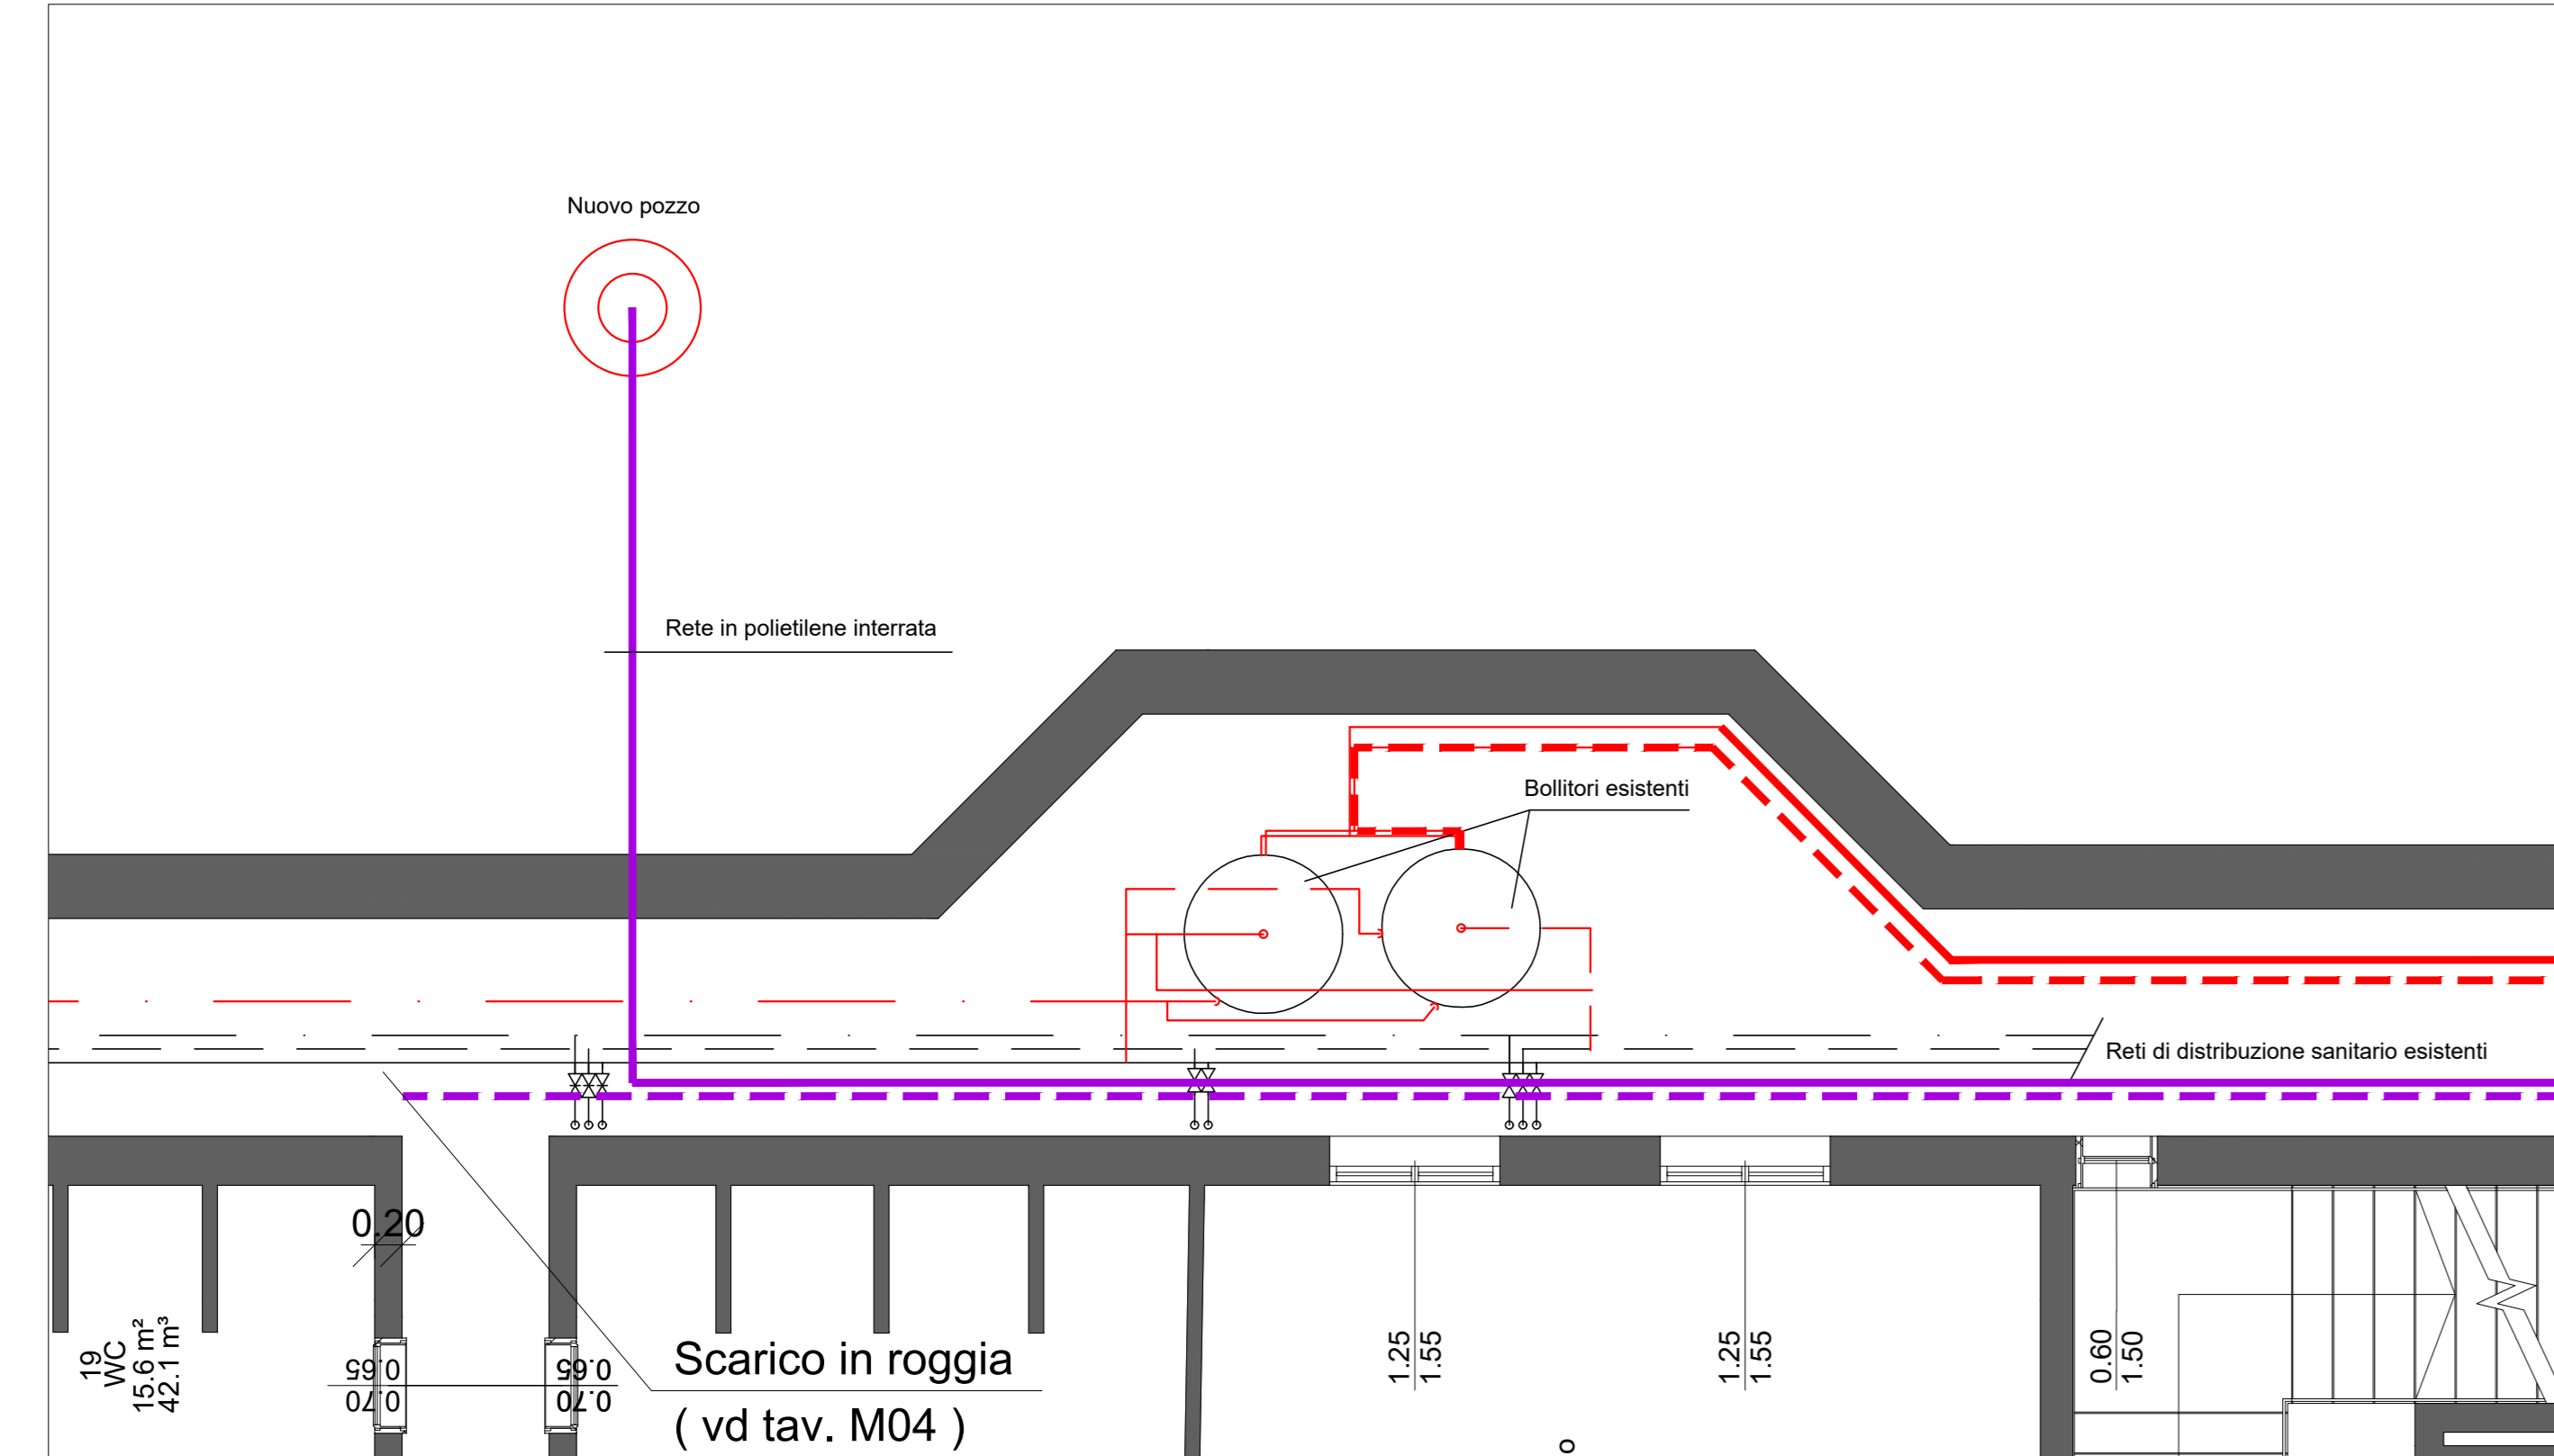 Nuovo pozzo
Rete in polietilene interrata
Bollitori esistenti
Reti di distribuzione sanitario esistenti
0.20
19
WC
15.6 m²
42.1 m³
0.65
0.70
0.65
0.70
Scarico in roggia
( vd tav. M04 )
1.25
1.55
1.25
1.55
0.60
1.50
o